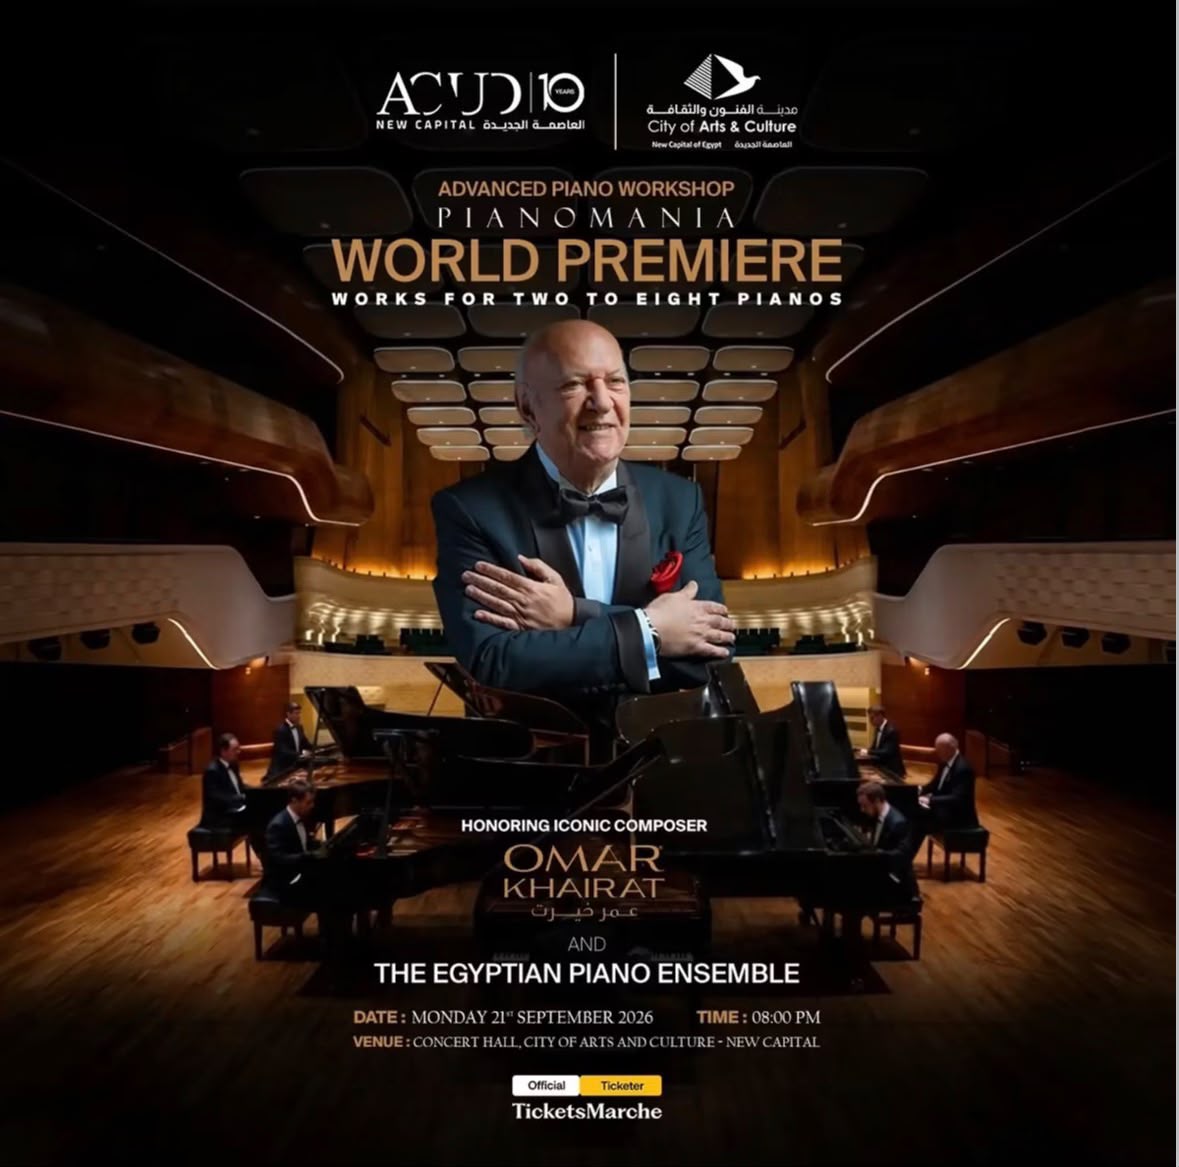 ACUD 10 YEARS
NEW CAPITAL العاصمة الجديدة
مدينة الفنون والثقافة
City of Arts & Culture
New Capital of Egypt العاصمة الجديدة
ADVANCED PIANO WORKSHOP
PIANOMANIA
WORLD PREMIERE
WORKS FOR TWO TO EIGHT PIANOS
HONORING ICONIC COMPOSER
OMAR
KHAIRAT
عمر خيرت
AND
THE EGYPTIAN PIANO ENSEMBLE
DATE : MONDAY 21st SEPTEMBER 2026 TIME : 08:00 PM
VENUE : CONCERT HALL, CITY OF ARTS AND CULTURE - NEW CAPITAL
Official Ticketer
TicketsMarche